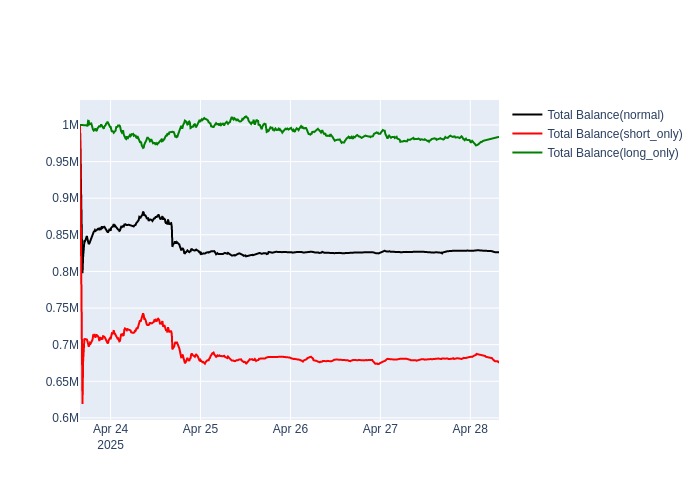 Total Balance(normal)
Total Balance(short_only)
Total Balance(long_only)
1M
0.95M
0.9M
0.85M
0.8M
0.75M
0.7M
0.65M
0.6M
Apr 24 Apr 25 Apr 26 Apr 27 Apr 28
2025